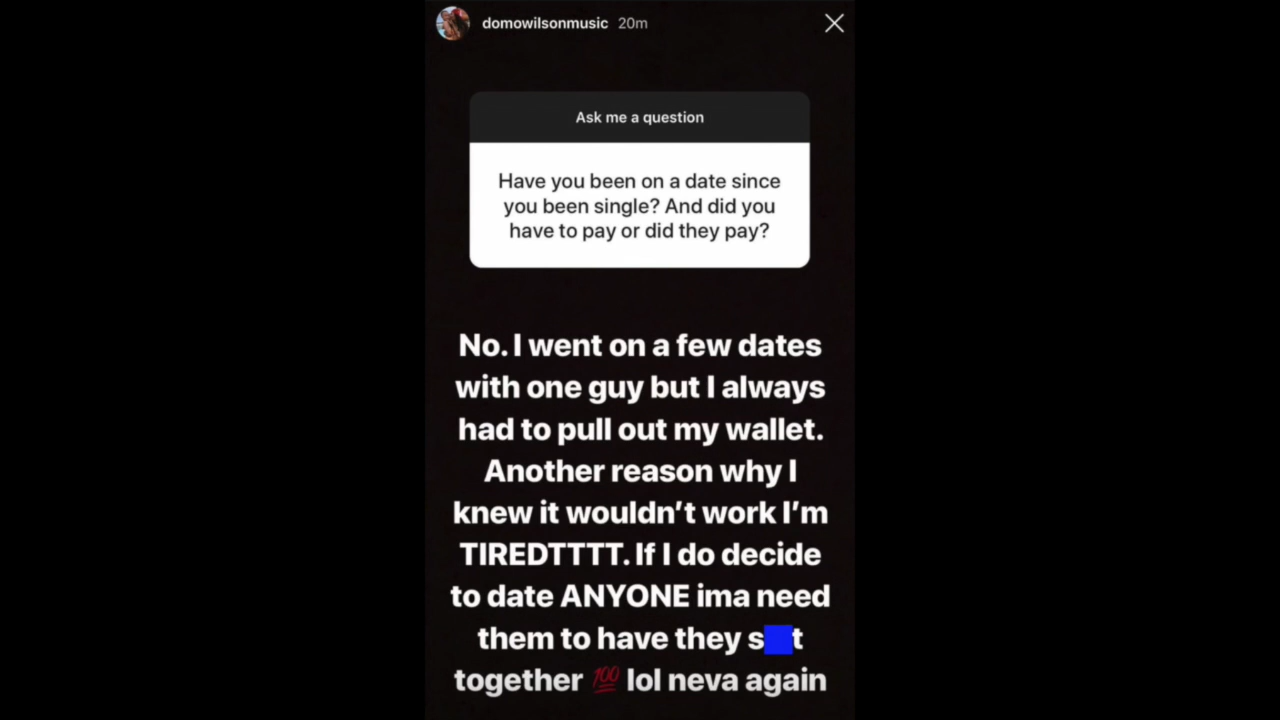 domowilsonmusic 20m
Ask me a question
Have you been on a date since
you been single? And did you
have to pay or did they pay?
No. I went on a few dates
with one guy but I always
had to pull out my wallet.
Another reason why I
knew it wouldn't work I'm
TIREDTTTT. If I do decide
to date ANYONE ima need
them to have they s t
together 💯 lol neva again